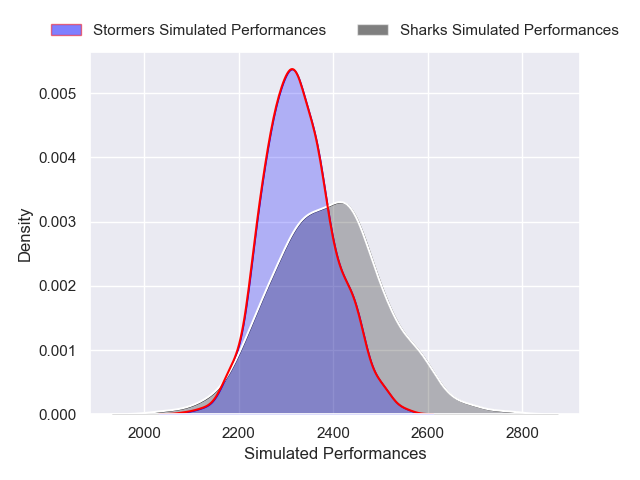 Stormers Simulated Performances Sharks Simulated Performances
0.005
0.004
0.003
0.002
0.001
0.000
Density
2000 2200 2400 2600 2800
Simulated Performances